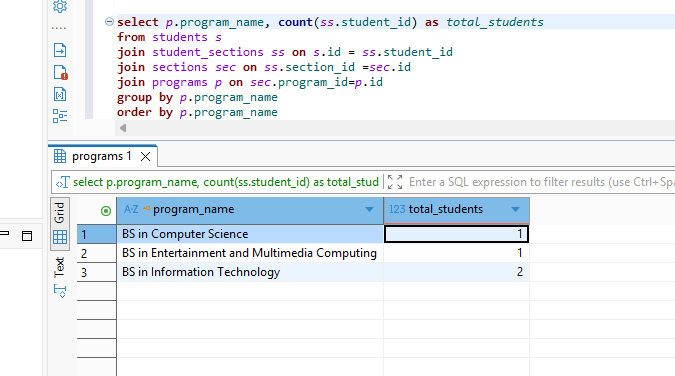 select p.program_name, count(ss.student_id) as total_students
from students s
join student_sections ss on s.id = ss.student_id
join sections sec on ss.section_id =sec.id
join programs p on sec.program_id=p.id
group by p.program_name
order by p.program_name
programs 1
select p.program_name, count(ss.student_id) as total_stud
Enter a SQL expression to filter results (use Ctrl+Spa
Grid
Text
A-Z program_name
123 total_students
1 BS in Computer Science 1
2 BS in Entertainment and Multimedia Computing 1
3 BS in Information Technology 2